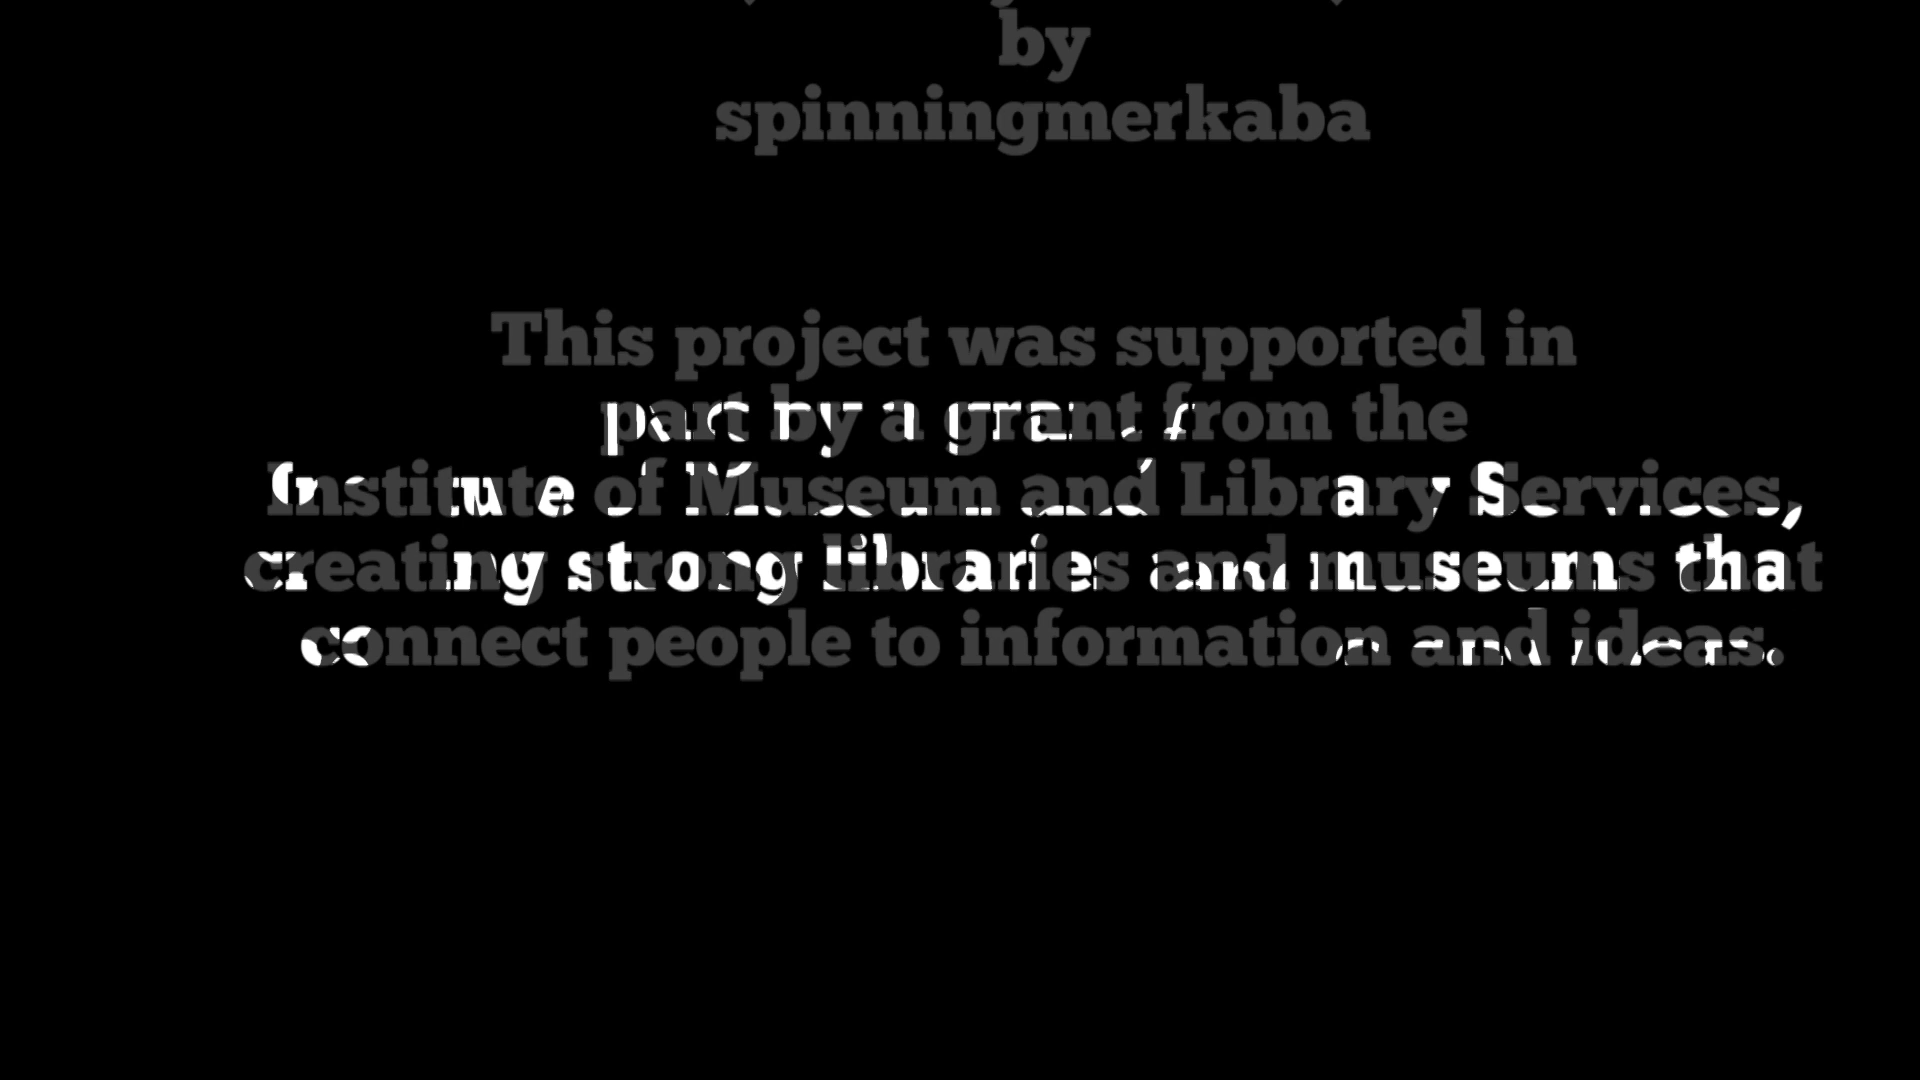 by
spinningmerkaba
This project was supported in
part by a grant from the
Institute of Museum and Library Services,
creating strong libraries and museums that
connect people to information and ideas.